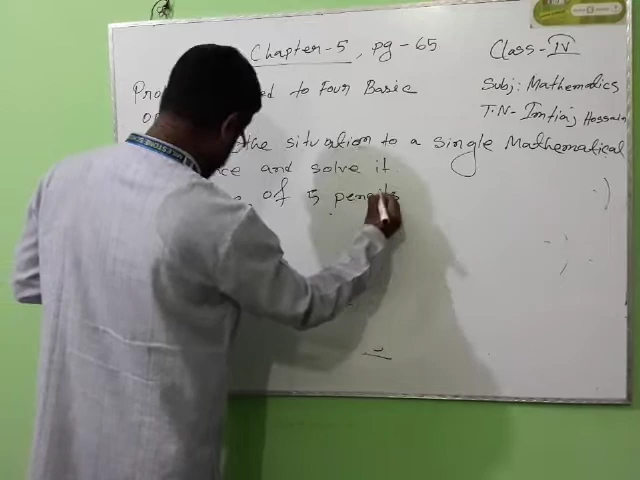 Chapter-5, pg-65
Class-IV
Subj: Mathematics
T.N- Imtiaj Hossain
Pro ed to Four Basic
the situation to a single Mathematical
ce and solve it
of 5 pencils